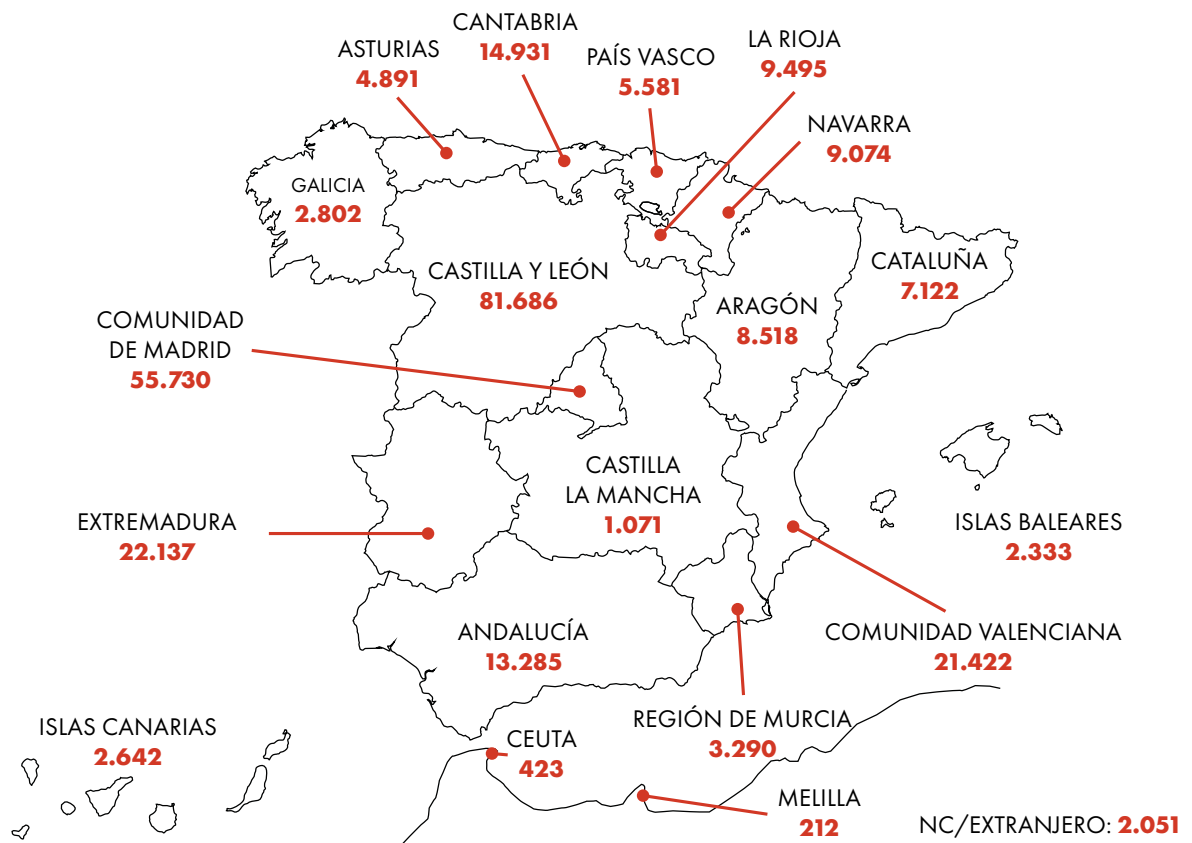 CANTABRIA
14.931
ASTURIAS
4.891
PAÍS VASCO
5.581
LA RIOJA
9.495
NAVARRA
9.074
GALICIA
2.802
CASTILLA Y LEÓN
81.686
CATALUÑA
7.122
ARAGÓN
8.518
COMUNIDAD
DE MADRID
55.730
CASTILLA
LA MANCHA
1.071
EXTREMADURA
22.137
ISLAS BALEARES
2.333
ANDALUCÍA
13.285
COMUNIDAD VALENCIANA
21.422
ISLAS CANARIAS
2.642
REGIÓN DE MURCIA
3.290
CEUTA
423
MELILLA
212
NC/EXTRANJERO: 2.051